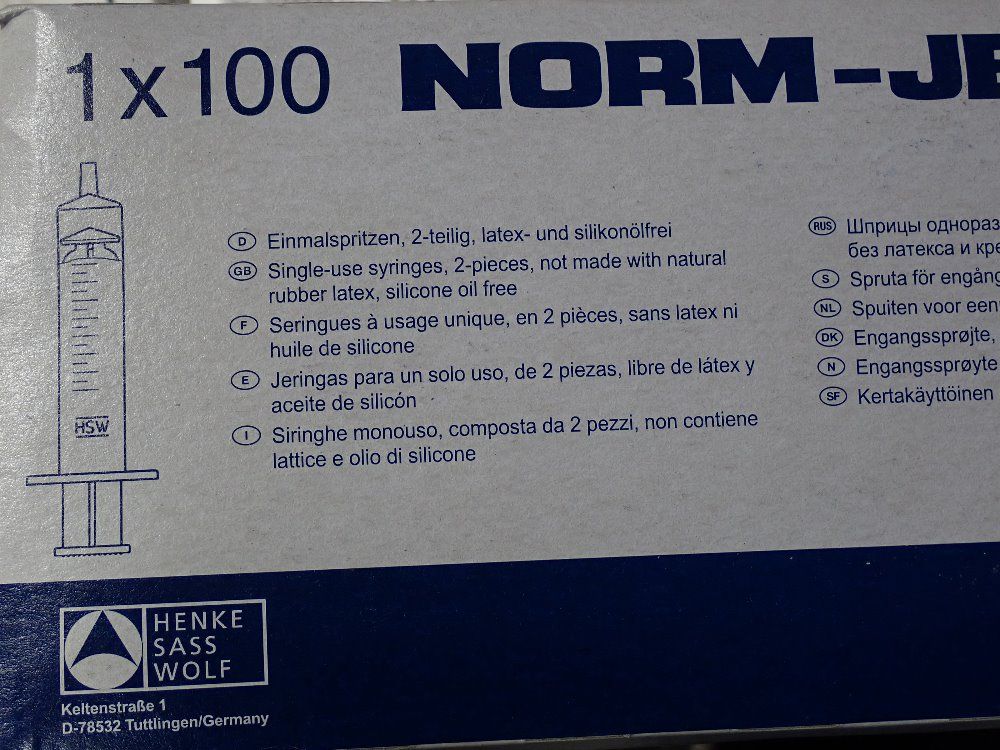 1 x 100 NORM-JE
D Einmalspritzen, 2-teilig, latex- und silikonölfrei
GB Single-use syringes, 2-pieces, not made with natural
rubber latex, silicone oil free
F Seringues à usage unique, en 2 pièces, sans latex ni
huile de silicone
E Jeringas para un solo uso, de 2 piezas, libre de látex y
aceite de silicón
I Siringhe monouso, composta da 2 pezzi, non contiene
lattice e olio di silicone
RUS Шприцы однораз
без латекса и кре
S Spruta för engång
NL Spuiten voor een
DK Engangssprøjte,
N Engangssprøyte
SF Kertakäyttöinen
HSW
HENKE
SASS
WOLF
Keltenstraße 1
D-78532 Tuttlingen/Germany